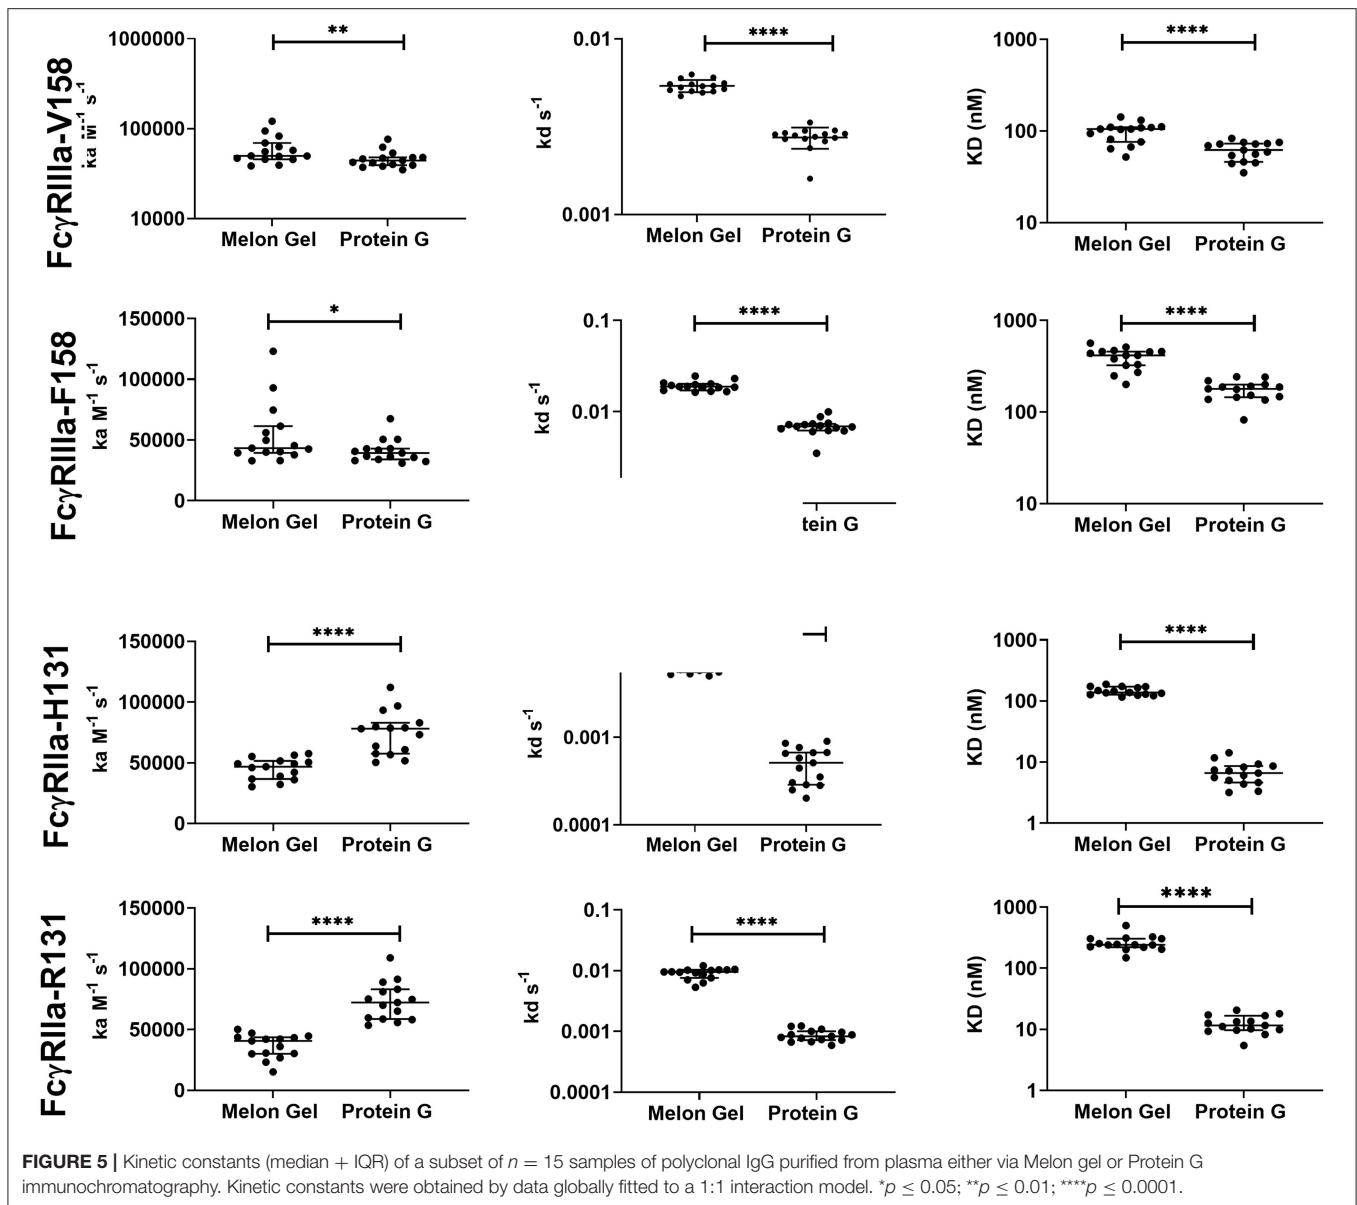 FcγRIIIa-V158
ka M⁻¹ s⁻¹
1000000
100000
10000
**
Melon Gel Protein G
kd s⁻¹
0.01
0.001
****
Melon Gel Protein G
KD (nM)
1000
100
10
****
Melon Gel Protein G
FcγRIIIa-F158
ka M⁻¹ s⁻¹
150000
100000
50000
0
*
Melon Gel Protein G
kd s⁻¹
0.1
0.01
****
tein G
KD (nM)
1000
100
10
****
Melon Gel Protein G
FcγRIIa-H131
ka M⁻¹ s⁻¹
150000
100000
50000
0
****
Melon Gel Protein G
kd s⁻¹
0.001
0.0001
Melon Gel Protein G
KD (nM)
1000
100
10
1
****
Melon Gel Protein G
FcγRIIa-R131
ka M⁻¹ s⁻¹
150000
100000
50000
0
****
Melon Gel Protein G
kd s⁻¹
0.1
0.01
0.001
0.0001
****
Melon Gel Protein G
KD (nM)
1000
100
10
1
****
Melon Gel Protein G
FIGURE 5 | Kinetic constants (median + IQR) of a subset of n = 15 samples of polyclonal IgG purified from plasma either via Melon gel or Protein G
immunochromatography. Kinetic constants were obtained by data globally fitted to a 1:1 interaction model. *p ≤ 0.05; **p ≤ 0.01; ****p ≤ 0.0001.